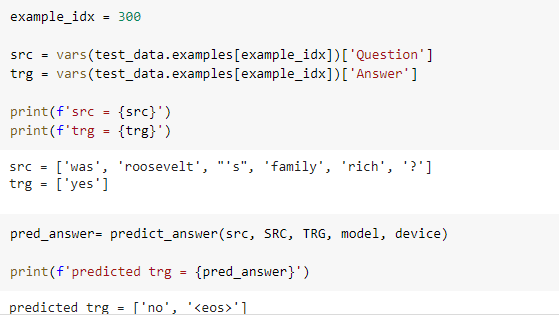 example_idx = 300
src = vars(test_data.examples[example_idx])['Question']
trg = vars(test_data.examples[example_idx])['Answer']
print(f'src = {src}')
print(f'trg = {trg}')
src = ['was', 'roosevelt', "'s", 'family', 'rich', '?']
trg = ['yes']
pred_answer= predict_answer(src, SRC, TRG, model, device)
print(f'predicted trg = {pred_answer}')
predicted trg = ['no', '<eos>']